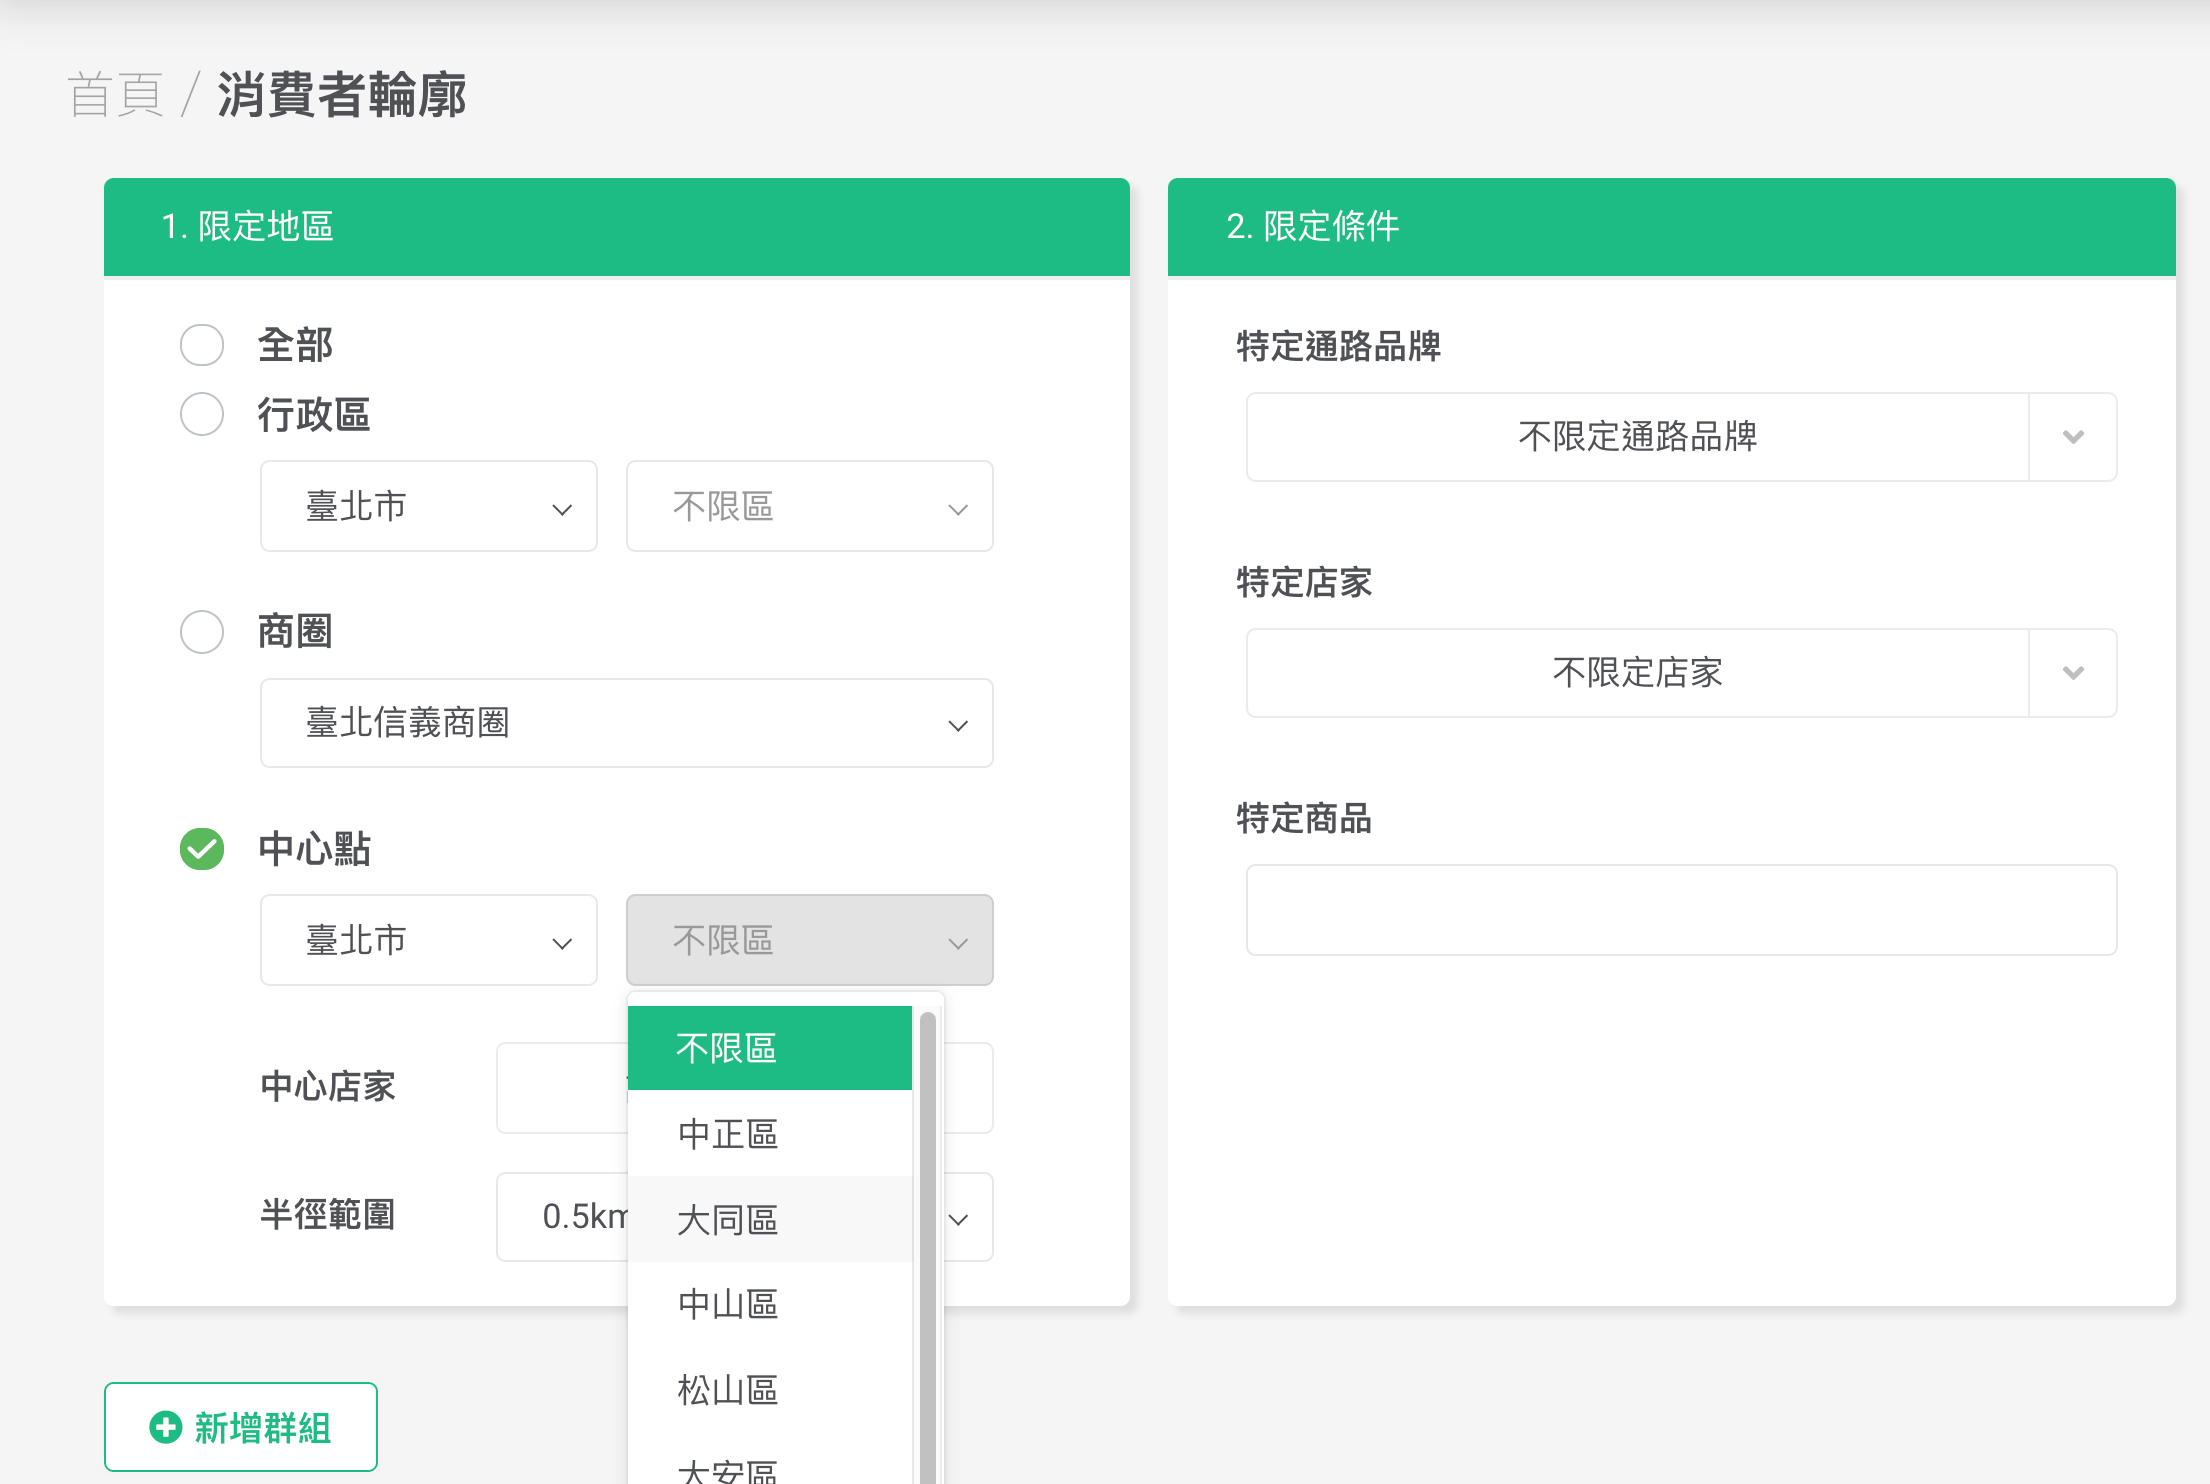 首頁 / 消費者輪廓
1. 限定地區
全部
行政區
臺北市
不限區
商圈
臺北信義商圈
中心點
臺北市
不限區
不限區
中正區
大同區
中山區
松山區
大安區
中心店家
半徑範圍
0.5km
新增群組
2. 限定條件
特定通路品牌
不限定通路品牌
特定店家
不限定店家
特定商品